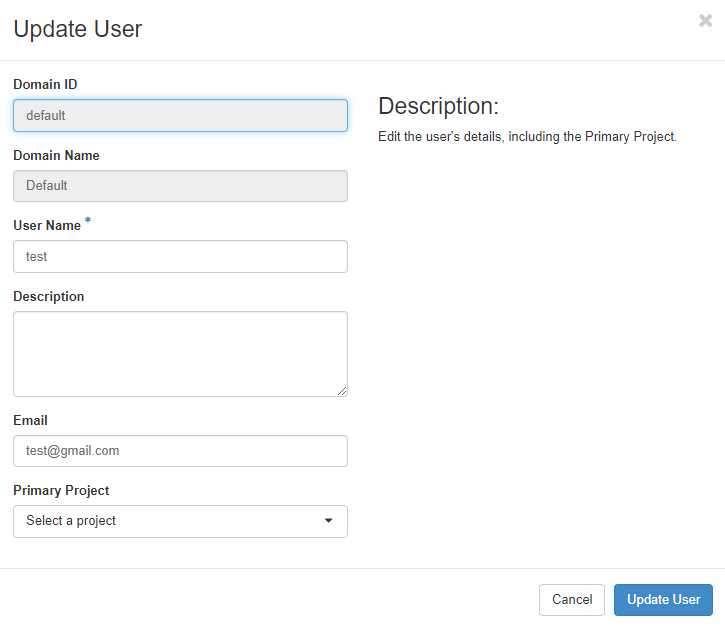 Update User
×
Domain ID
default
Domain Name
Default
User Name *
test
Description
Email
test@gmail.com
Primary Project
Select a project
Description:
Edit the user's details, including the Primary Project.
Cancel
Update User